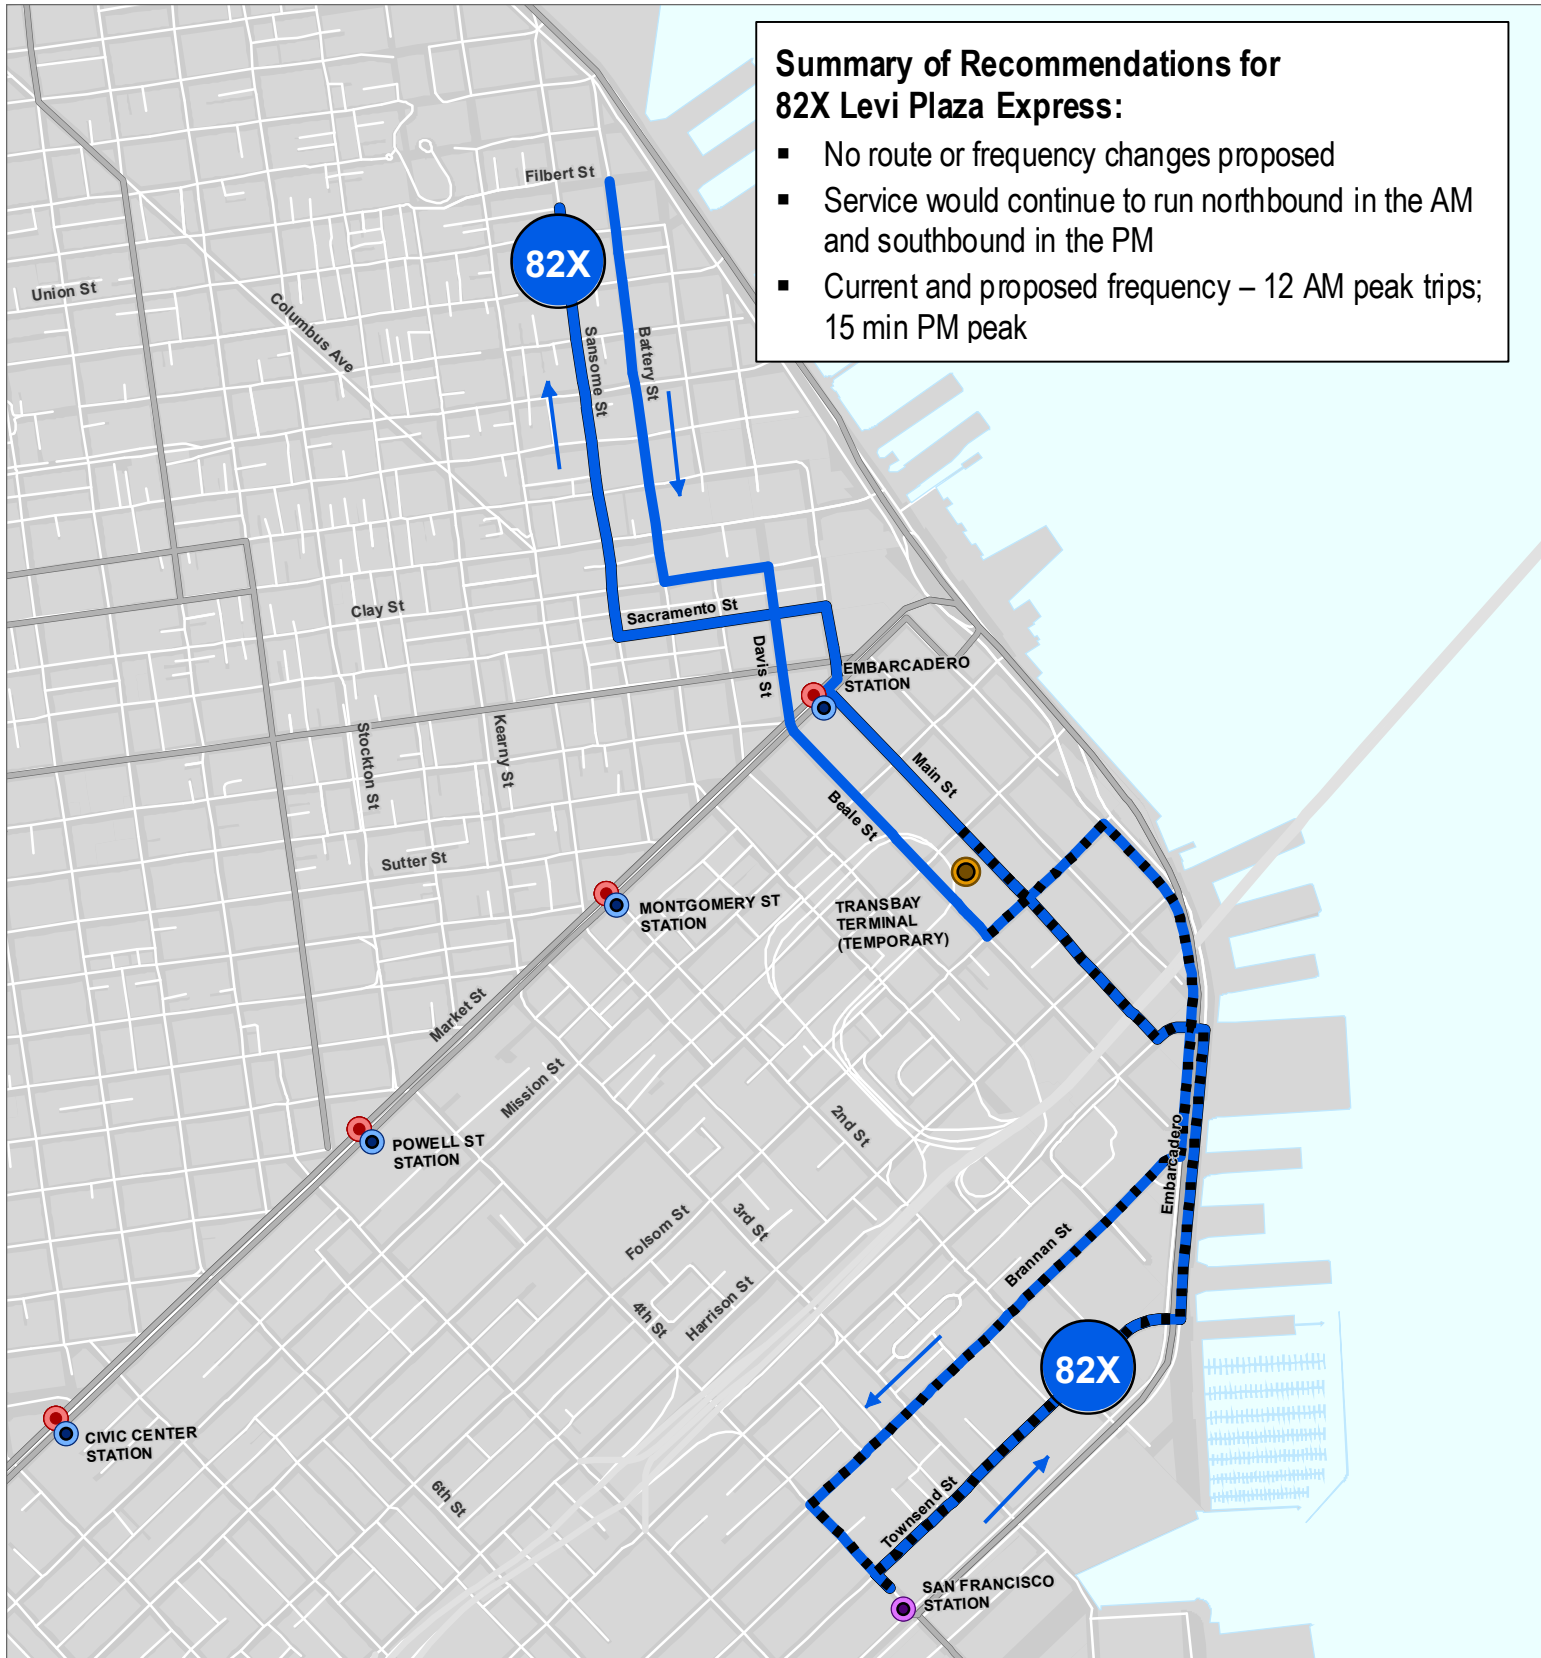 Summary of Recommendations for
82X Levi Plaza Express:
▪ No route or frequency changes proposed
▪ Service would continue to run northbound in the AM
and southbound in the PM
▪ Current and proposed frequency – 12 AM peak trips;
15 min PM peak
Filbert St
82X
Union St
Columbus Ave
Sansome St
Battery St
Clay St
Sacramento St
Davis St
EMBARCADERO
STATION
Stockton St
Kearny St
Main St
Beale St
Sutter St
MONTGOMERY ST
STATION
TRANSBAY
TERMINAL
(TEMPORARY)
Market St
Mission St
2nd St
POWELL ST
STATION
Embarcadero
Folsom St
3rd St
Brannan St
4th St
Harrison St
82X
CIVIC CENTER
STATION
6th St
Townsend St
SAN FRANCISCO
STATION